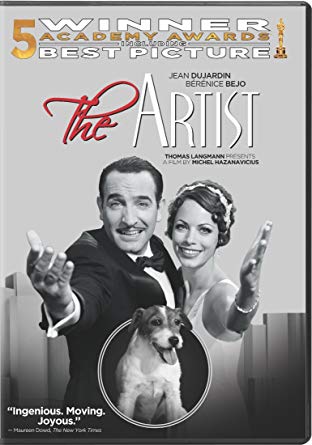 5 WINNER
ACADEMY AWARDS
INCLUDING
BEST PICTURE
JEAN DUJARDIN
BÉRÉNICE BEJO
The ARTIST
THOMAS LANGMANN PRESENTS
A FILM BY MICHEL HAZANAVICIUS
"Ingenious. Moving.
Joyous."
— Maureen Dowd, The New York Times